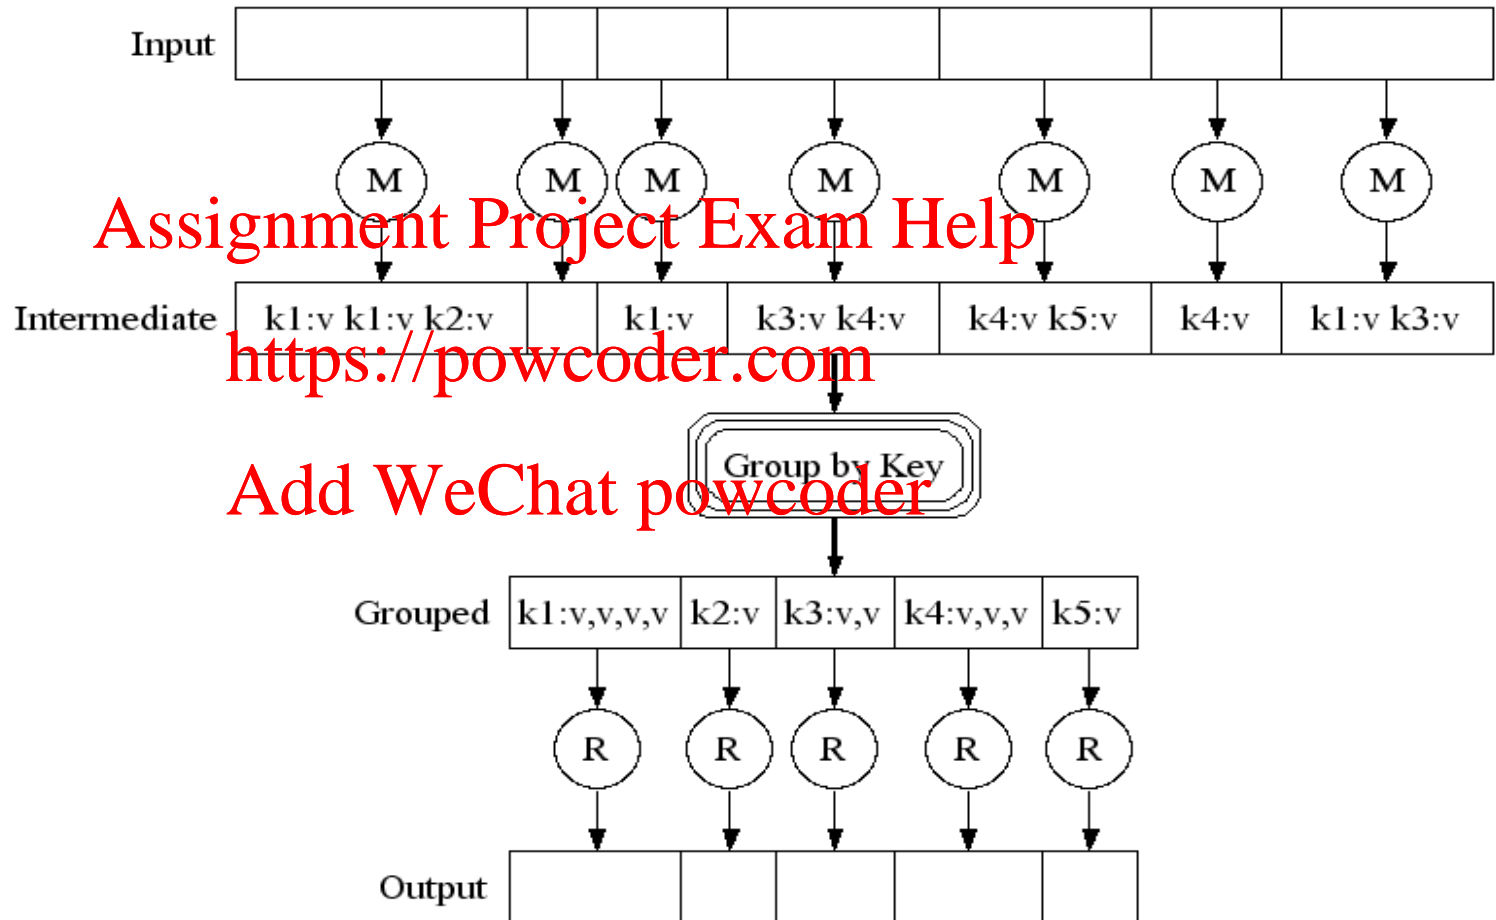 Input
M M M M M M M
Assignment Project Exam Help
Intermediate k1:v k1:v k2:v k1:v k3:v k4:v k4:v k5:v k4:v k1:v k3:v
https://powcoder.com
Group by Key
Add WeChat powcoder
Grouped k1:v,v,v,v k2:v k3:v,v k4:v,v,v k5:v
R R R R R
Output